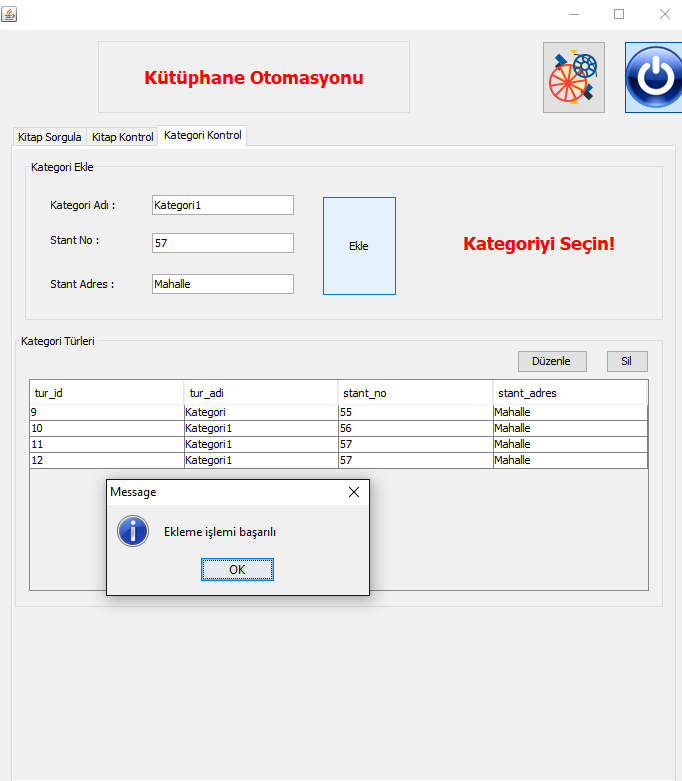 Kütüphane Otomasyonu
Kitap Sorgula Kitap Kontrol Kategori Kontrol
Kategori Ekle
Kategori Adı : Kategori1
Stant No : 57
Stant Adres : Mahalle
Ekle
Kategoriyi Seçin!
Kategori Türleri
Düzenle Sil
tur_id tur_adi stant_no stant_adres
9 Kategori 55 Mahalle
10 Kategori1 56 Mahalle
11 Kategori1 57 Mahalle
12 Kategori1 57 Mahalle
Message
Ekleme işlemi başarılı
OK